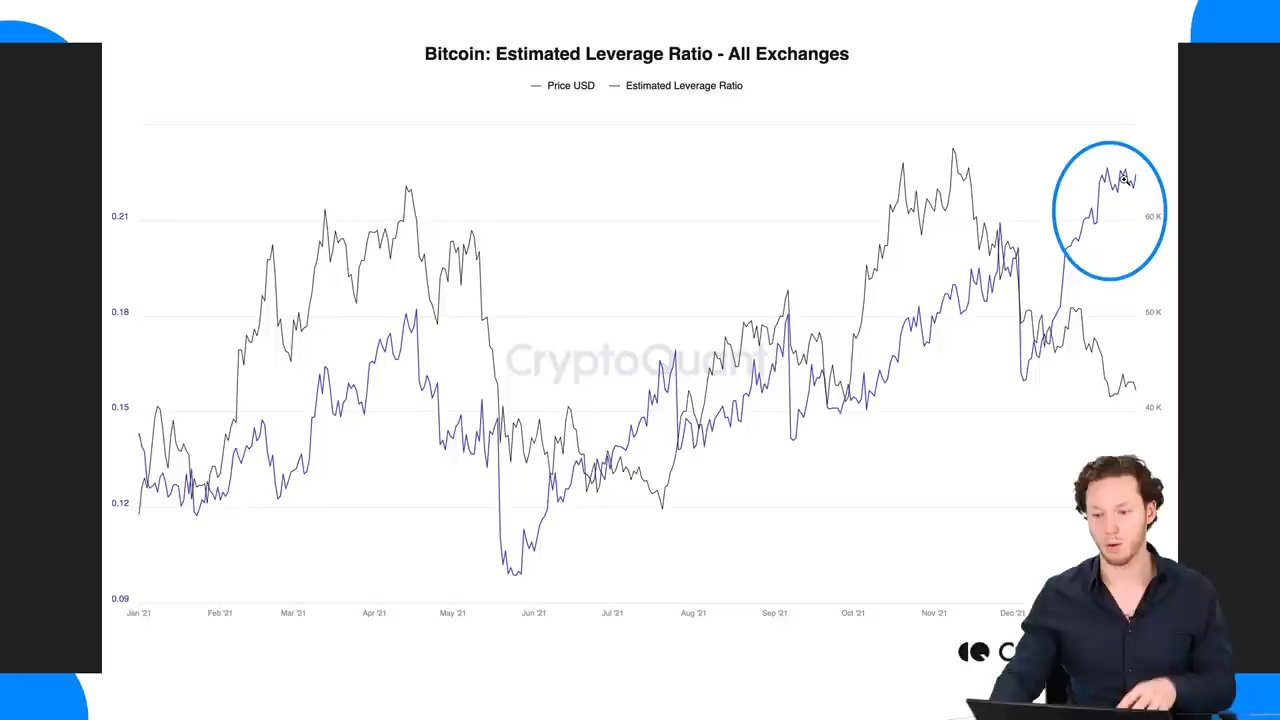 Bitcoin: Estimated Leverage Ratio - All Exchanges
Price USD Estimated Leverage Ratio
0.21
60 K
0.18
50 K
CryptoQuant
0.15
40 K
0.12
0.09
Jan '21 Feb '21 Mar '21 Apr '21 May '21 Jun '21 Jul '21 Aug '21 Sep '21 Oct '21 Nov '21 Dec '21